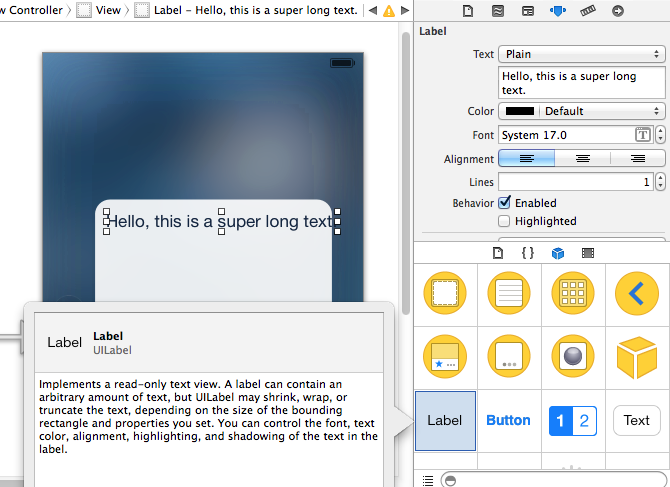 w Controller View Label – Hello, this is a super long text.
Label
Text Plain
Hello, this is a super long
text.
Color Default
Font System 17.0 T
Alignment
Lines 1
Behavior Enabled
Highlighted
Hello, this is a super long text
{ }
Label Label
UILabel
Implements a read-only text view. A label can contain an
arbitrary amount of text, but UILabel may shrink, wrap, or
truncate the text, depending on the size of the bounding
rectangle and properties you set. You can control the font, text
color, alignment, highlighting, and shadowing of the text in the
label.
Label Button 1 2 Text